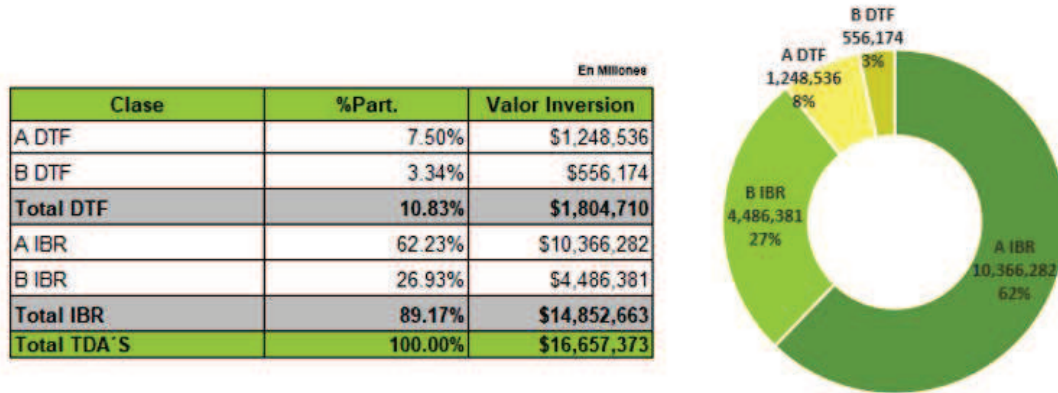 En Millones
Clase %Part. Valor Inversion
A DTF 7.50% $1,248,536
B DTF 3.34% $556,174
Total DTF 10.83% $1,804,710
A IBR 62.23% $10,366,282
B IBR 26.93% $4,486,381
Total IBR 89.17% $14,852,663
Total TDA´S 100.00% $16,657,373
B DTF
556,174
3%
A DTF
1,248,536
8%
B IBR
4,486,381
27%
A IBR
10,366,282
62%